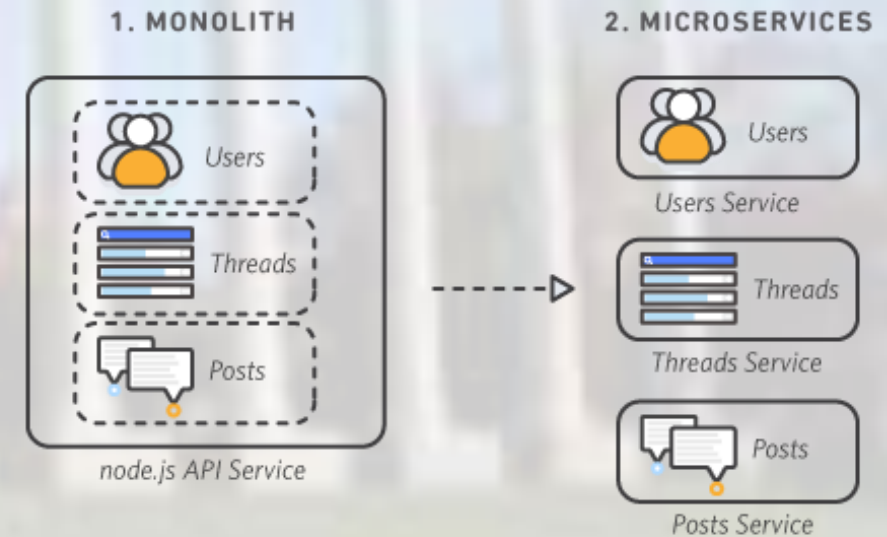 1. MONOLITH
Users
Threads
Posts
node.js API Service
2. MICROSERVICES
Users
Users Service
Threads
Threads Service
Posts
Posts Service